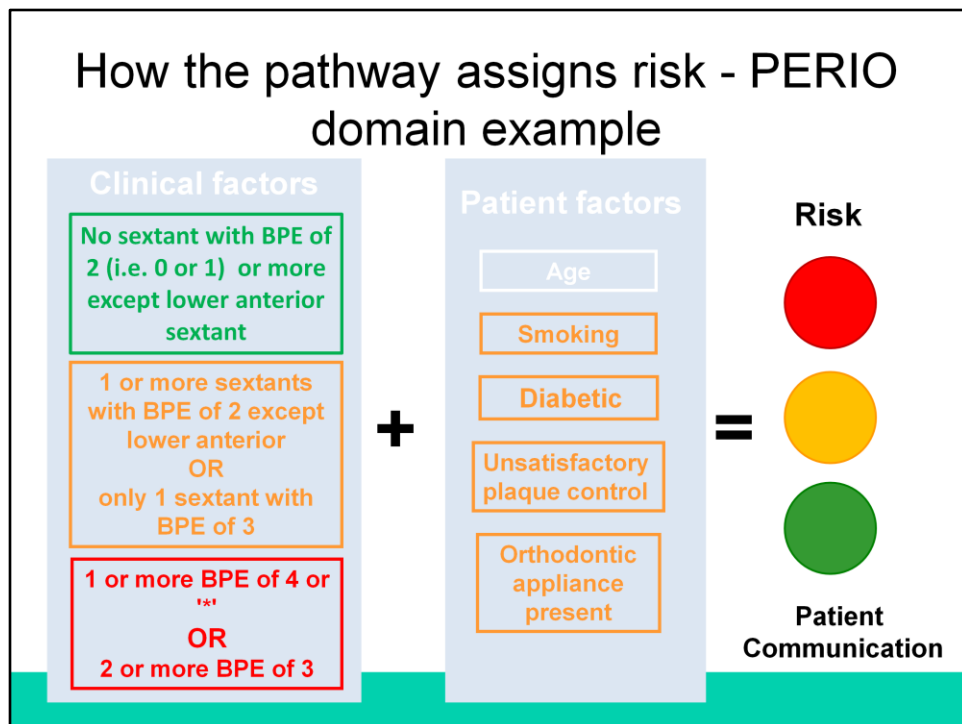 How the pathway assigns risk - PERIO
domain example
Clinical factors
No sextant with BPE of
2 (i.e. 0 or 1)  or more
except lower anterior
sextant
1 or more sextants
with BPE of 2 except
lower anterior
OR
only 1 sextant with
BPE of 3
1 or more BPE of 4 or
'*'
OR
2 or more BPE of 3
+
Patient factors
Age
Smoking
Diabetic
Unsatisfactory
plaque control
Orthodontic
appliance
present
=
Risk
Patient
Communication